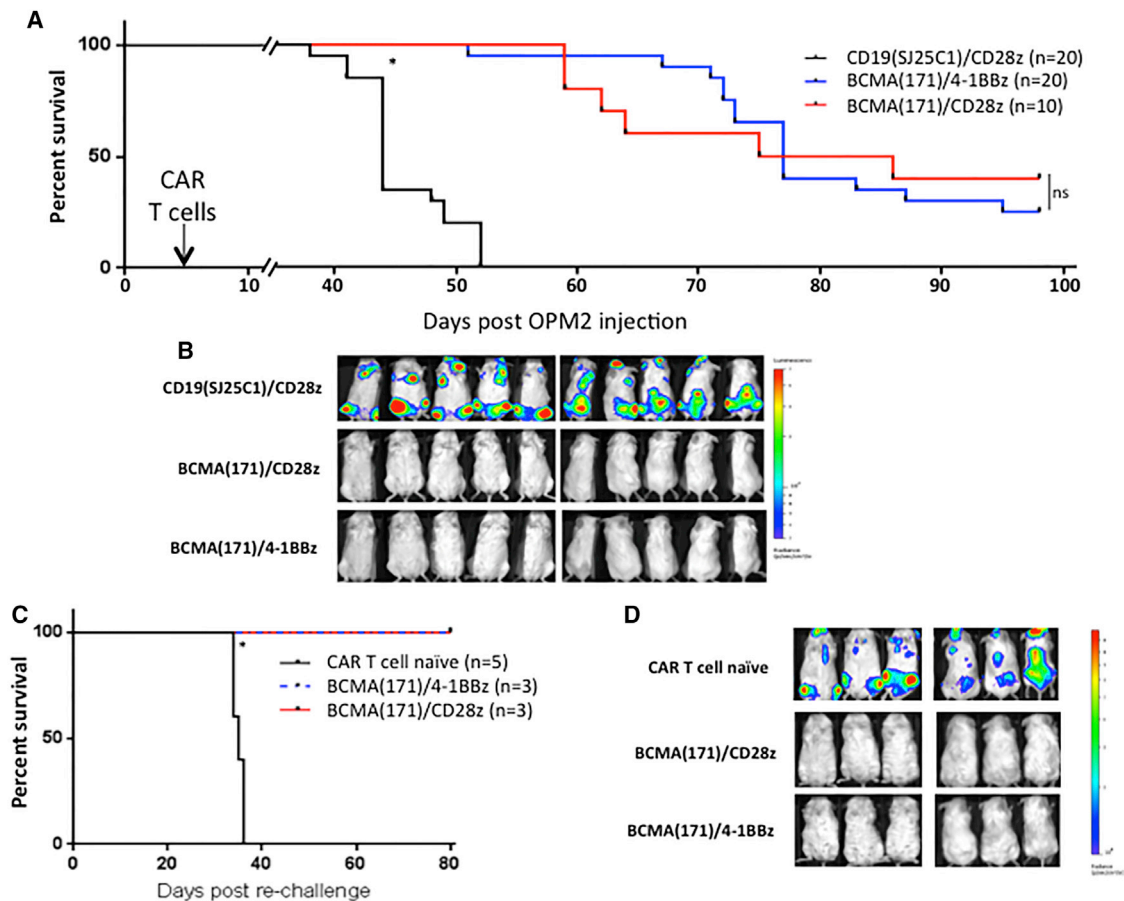 A
Percent survival
100
50
0
CAR
T cells
*
CD19(SJ25C1)/CD28z (n=20)
BCMA(171)/4-1BBz (n=20)
BCMA(171)/CD28z (n=10)
ns
0 10 40 50 60 70 80 90 100
Days post OPM2 injection
B
CD19(SJ25C1)/CD28z
BCMA(171)/CD28z
BCMA(171)/4-1BBz
Luminescence
Radiance
C
Percent survival
100
50
0
*
CAR T cell naïve (n=5)
BCMA(171)/4-1BBz (n=3)
BCMA(171)/CD28z (n=3)
0 20 40 60 80
Days post re-challenge
D
CAR T cell naïve
BCMA(171)/CD28z
BCMA(171)/4-1BBz
Radiance